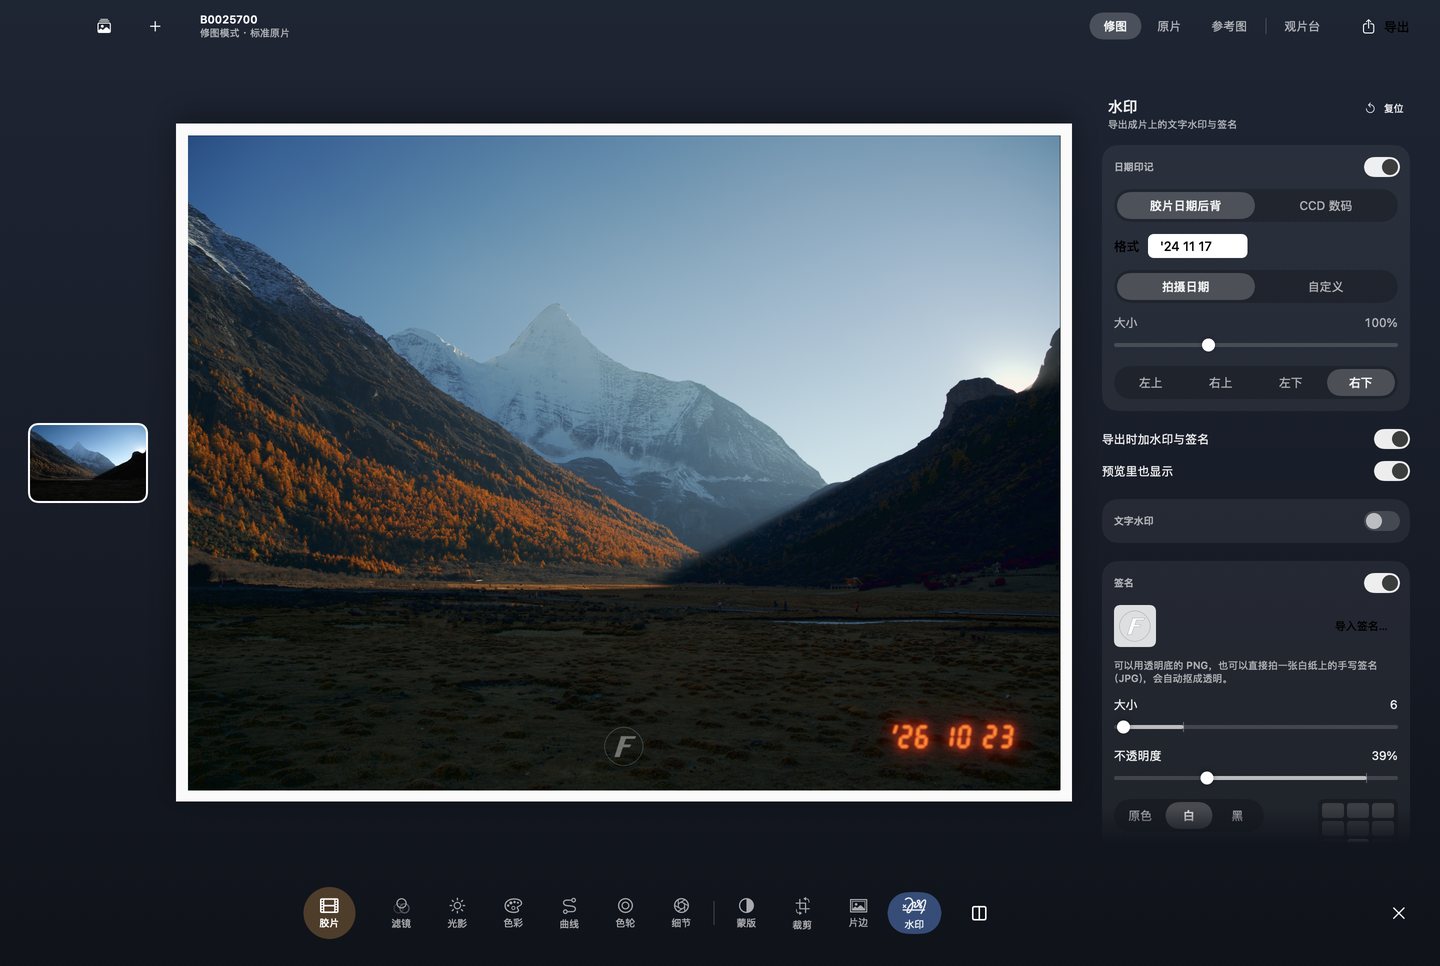 B0025700
修图模式 · 标准原片
修图
原片
参考图
观片台
导出
水印
复位
导出成片上的文字水印与签名
日期印记
胶片日期后背
CCD 数码
格式
'24 11 17
拍摄日期
自定义
大小
100%
左上
右上
左下
右下
导出时加水印与签名
预览里也显示
文字水印
签名
F
导入签名...
可以用透明底的 PNG，也可以直接拍一张白纸上的手写签名
(JPG)，会自动抠成透明。
大小
6
不透明度
39%
原色
白
黑
F
'26 10 23
胶片
滤镜
光影
色彩
曲线
色轮
细节
蒙版
裁剪
片边
水印